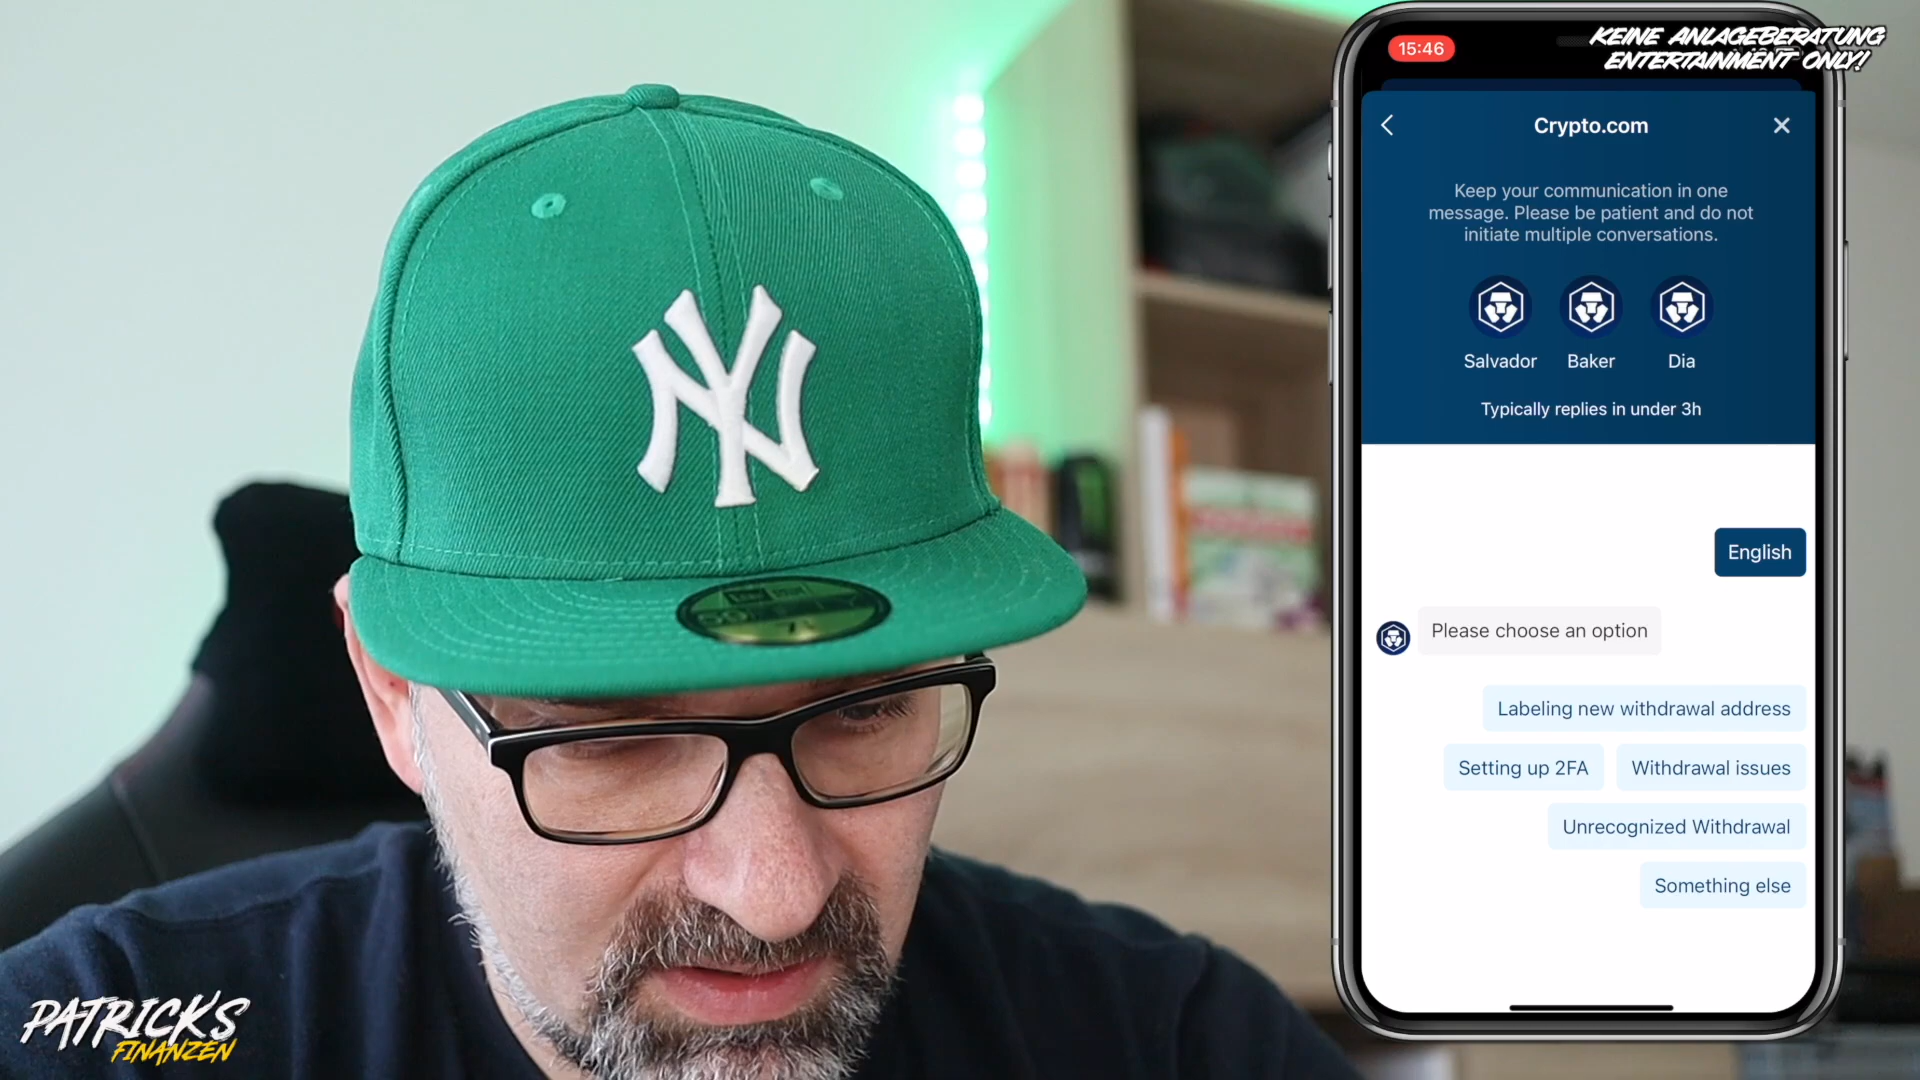 KEINE ANLAGEBERATUNG
ENTERTAINMENT ONLY!
15:46
Crypto.com
Keep your communication in one
message. Please be patient and do not
initiate multiple conversations.
Salvador
Baker
Dia
Typically replies in under 3h
English
Please choose an option
Labeling new withdrawal address
Setting up 2FA
Withdrawal issues
Unrecognized Withdrawal
Something else
NY
PATRICKS
FINANZEN